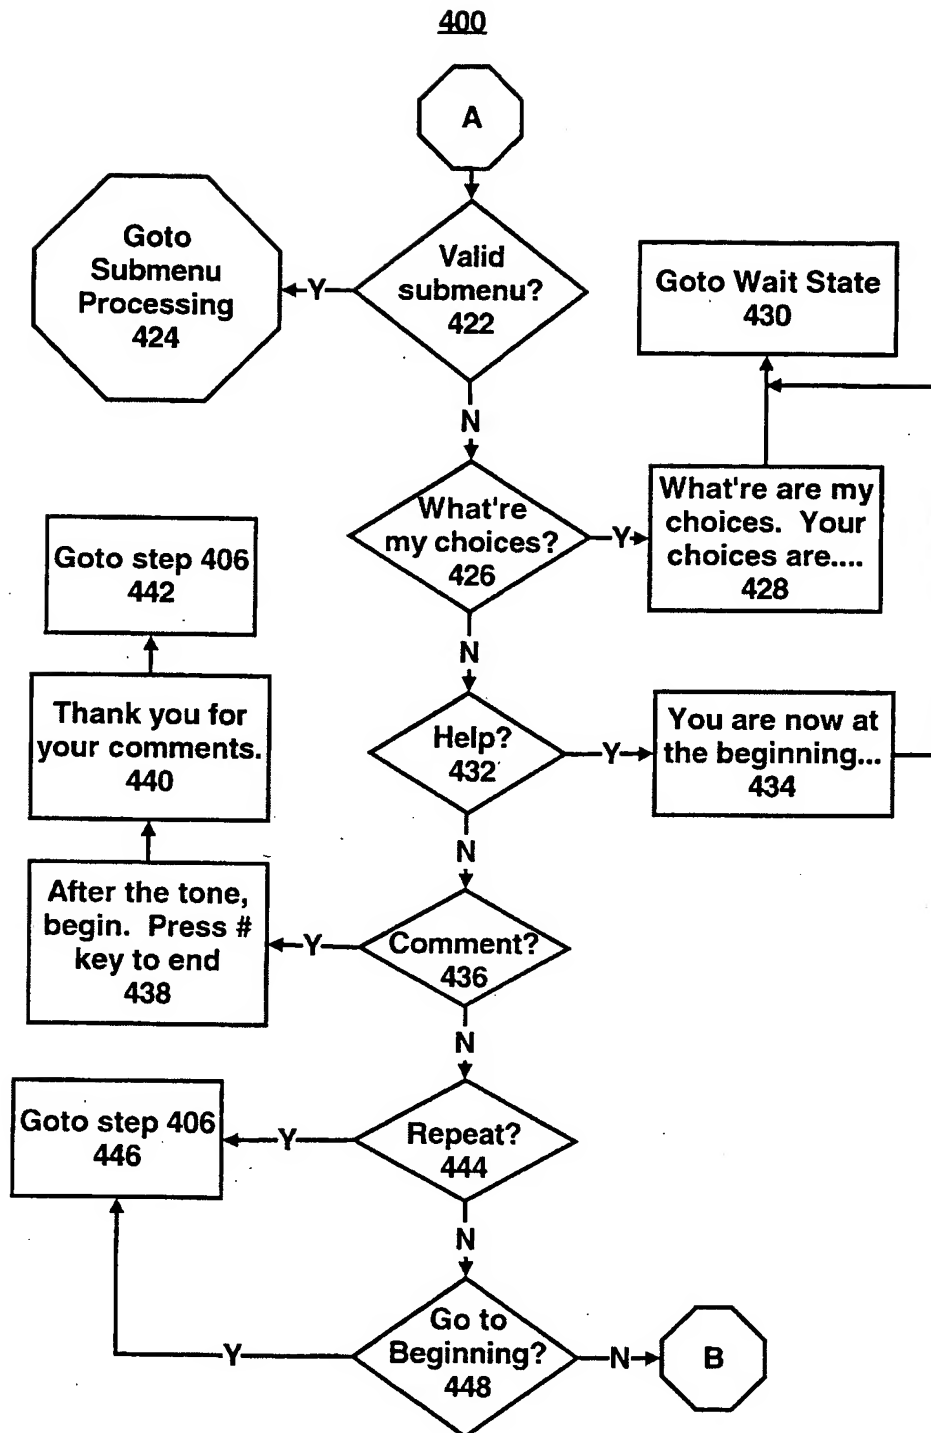 400
A
Goto
Submenu
Processing
424
Y
Valid
submenu?
422
Goto Wait State
430
N
What're
my choices?
426
Y
What're are my
choices. Your
choices are....
428
Goto step 406
442
N
Thank you for
your comments.
440
Help?
432
Y
You are now at
the beginning...
434
N
After the tone,
begin. Press #
key to end
438
Y
Comment?
436
N
Goto step 406
446
Y
Repeat?
444
N
Y
Go to
Beginning?
448
N
B